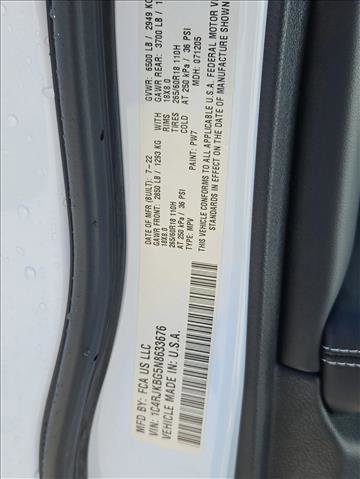 MFD BY: FCA US LLC
DATE OF MFR (BUILT): 7-22
GVWR: 6500 LB / 2949 KG
GAWR FRONT: 2850 LB / 1293 KG WITH
GAWR REAR: 3700 LB /
18X8.0 RIMS
18X8.0
265/60R18 110H TIRES
265/60R18 110H
AT 250 kPa / 36 PSI COLD
AT 250 kPa / 36 PSI
VIN: 1C4RJKBG5N8633676
TYPE: MPV
PAINT: PW7
MDH: 071205
VEHICLE MADE IN: U.S.A.
THIS VEHICLE CONFORMS TO ALL APPLICABLE U.S.A. FEDERAL MOTOR
STANDARDS IN EFFECT ON THE DATE OF MANUFACTURE SHOWN